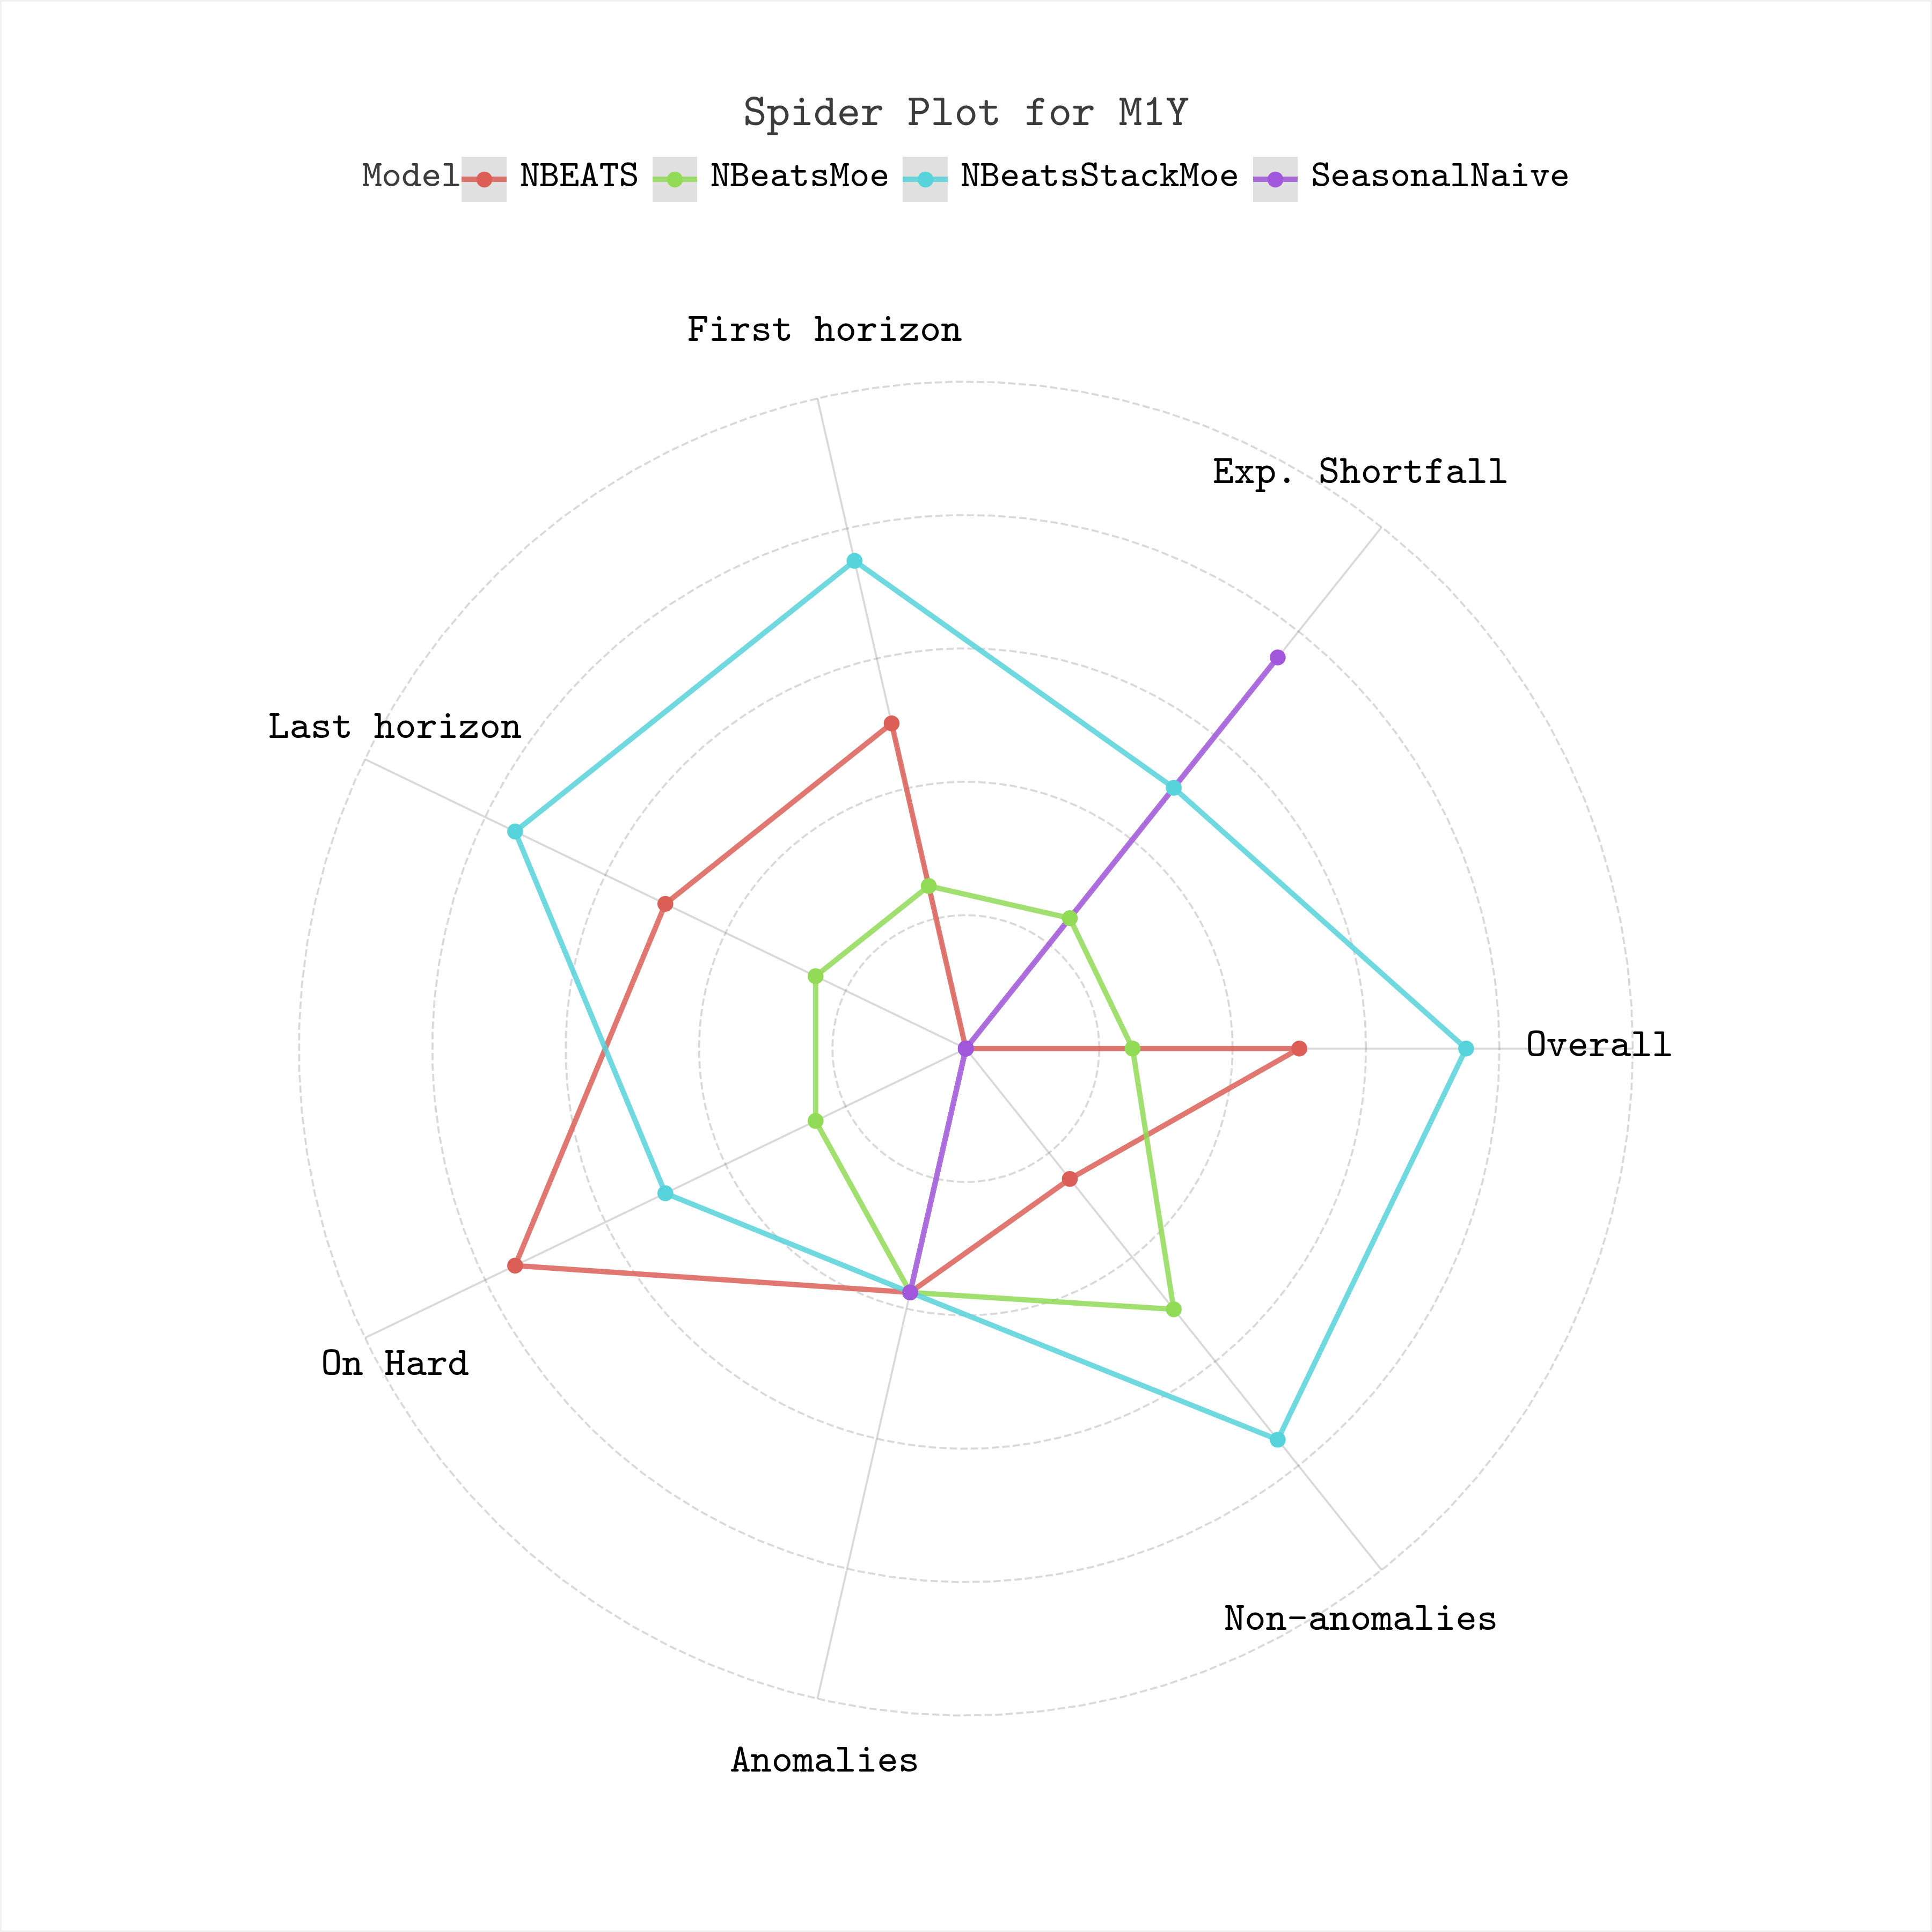 Spider Plot for M1Y
Model NBEATS NBeatsMoe NBeatsStackMoe SeasonalNaive
First horizon
Exp. Shortfall
Last horizon
Overall
On Hard
Non-anomalies
Anomalies